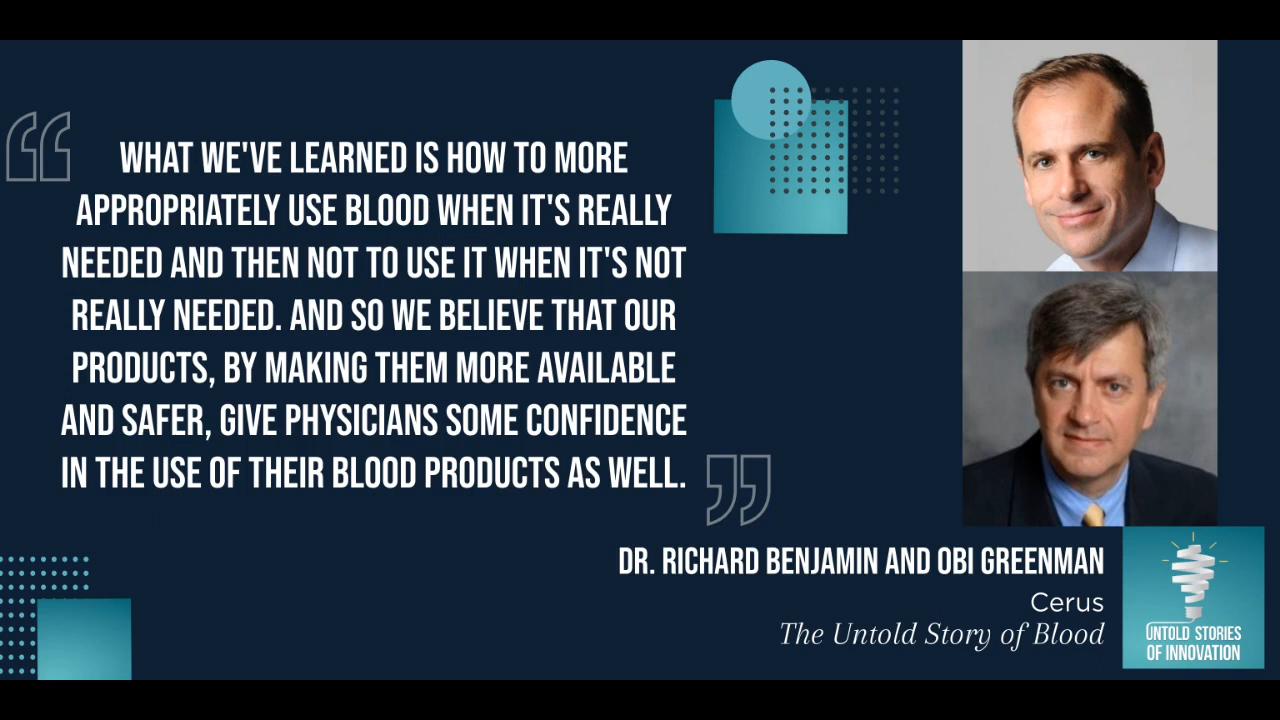 WHAT WE'VE LEARNED IS HOW TO MORE
APPROPRIATELY USE BLOOD WHEN IT'S REALLY
NEEDED AND THEN NOT TO USE IT WHEN IT'S NOT
REALLY NEEDED. AND SO WE BELIEVE THAT OUR
PRODUCTS, BY MAKING THEM MORE AVAILABLE
AND SAFER, GIVE PHYSICIANS SOME CONFIDENCE
IN THE USE OF THEIR BLOOD PRODUCTS AS WELL.
DR. RICHARD BENJAMIN AND OBI GREENMAN
Cerus
The Untold Story of Blood
UNTOLD STORIES
OF INNOVATION